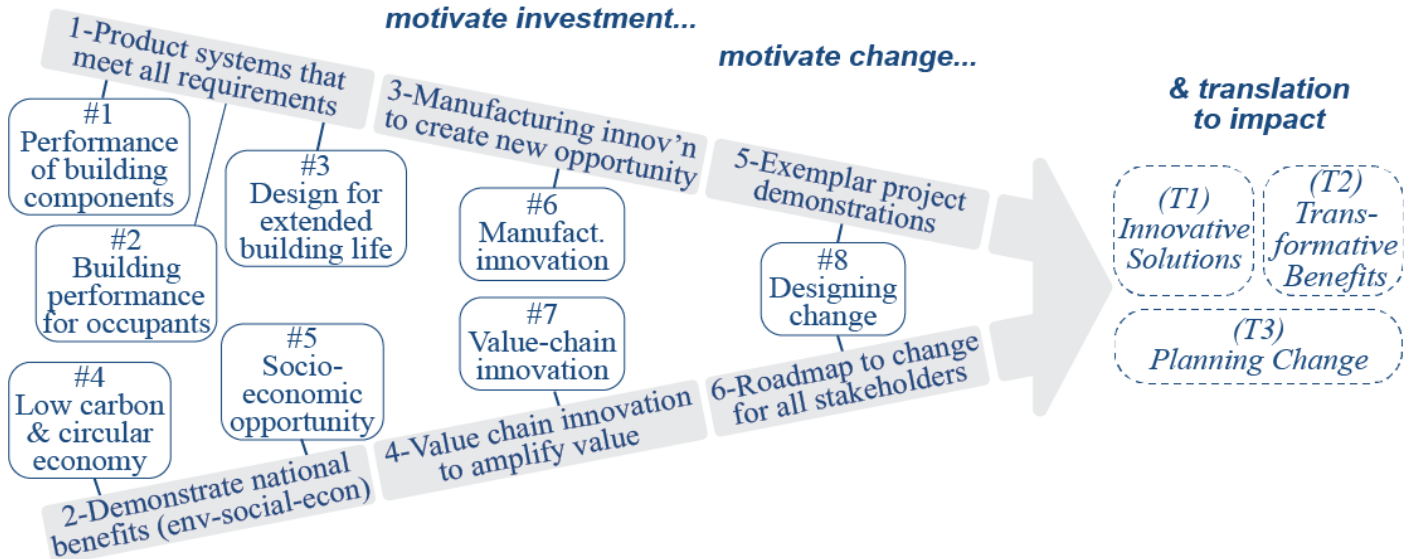 motivate investment...
motivate change...
& translation
to impact
1-Product systems that
meet all requirements
#1
Performance
of building
components
#2
Building
performance
for occupants
#3
Design for
extended
building life
#4
Low carbon
& circular
economy
#5
Socio-
economic
opportunity
2-Demonstrate national
benefits (env-social-econ)
3-Manufacturing innov’n
to create new opportunity
#6
Manufact.
innovation
#7
Value-chain
innovation
4-Value chain innovation
to amplify value
5-Exemplar project
demonstrations
#8
Designing
change
6-Roadmap to change
for all stakeholders
(T1)
Innovative
Solutions
(T2)
Trans-
formative
Benefits
(T3)
Planning Change